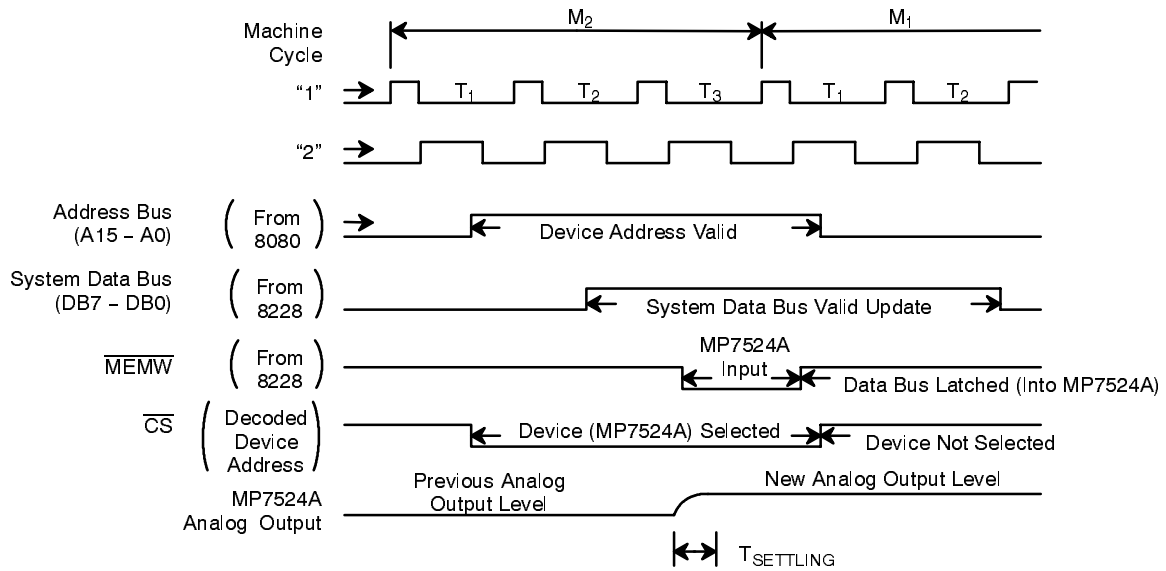 Machine Cycle
M2
M1
“1”
T1 T2 T3 T1 T2
“2”
Address Bus
(A15 – A0)
( From 8080 )
Device Address Valid
System Data Bus
(DB7 – DB0)
( From 8228 )
System Data Bus Valid Update
MEMW
( From 8228 )
MP7524A
Input
Data Bus Latched (Into MP7524A)
CS
( Decoded Device Address )
Device (MP7524A) Selected
Device Not Selected
MP7524A
Analog Output
Previous Analog
Output Level
New Analog Output Level
TSETTLING